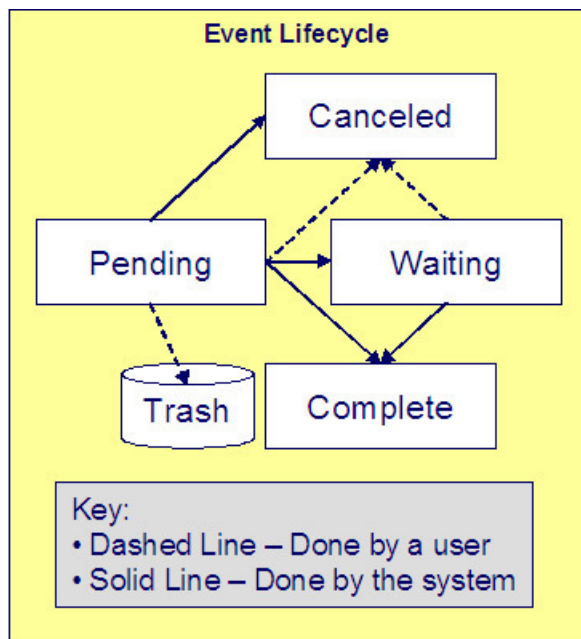 Event Lifecycle
Canceled
Pending
Waiting
Trash
Complete
Key:
• Dashed Line – Done by a user
• Solid Line – Done by the system